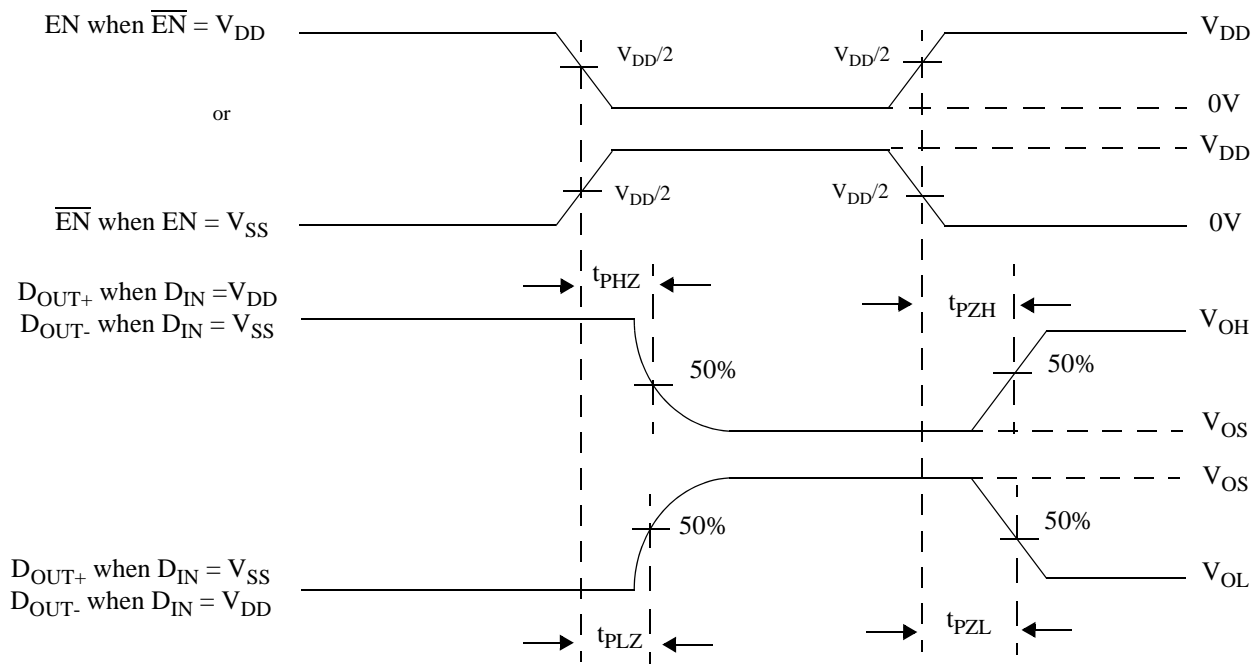 EN when E̅N̅ = VDD
VDD/2
VDD/2
VDD
or
0V
VDD
VDD/2
VDD/2
E̅N̅ when EN = VSS
0V
tPHZ
DOUT+ when DIN =VDD
DOUT- when DIN = VSS
tPZH
VOH
50%
50%
VOS
VOS
50%
50%
DOUT+ when DIN = VSS
DOUT- when DIN = VDD
VOL
tPLZ
tPZL